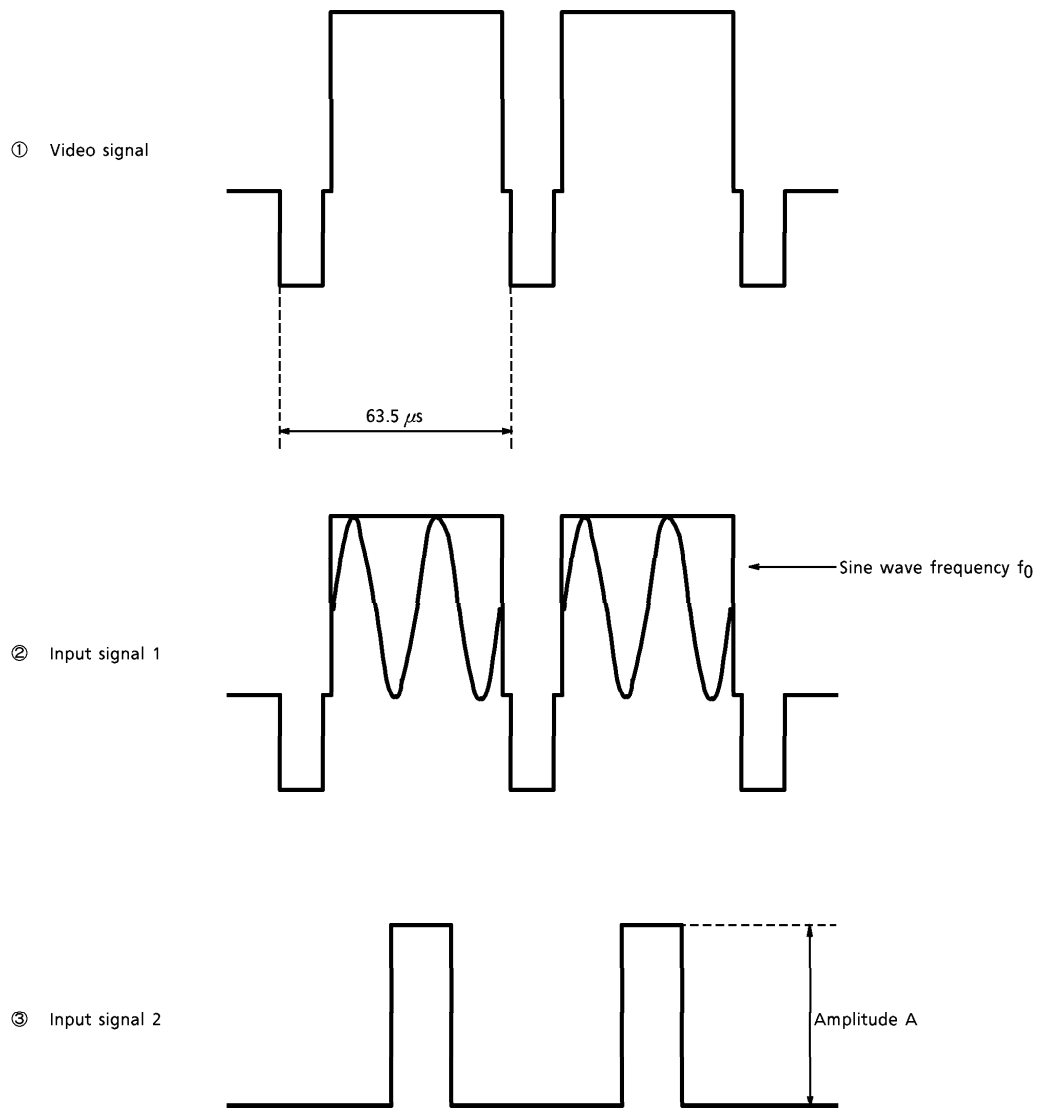 ① Video signal
63.5 μs
Sine wave frequency f0
② Input signal 1
③ Input signal 2
Amplitude A